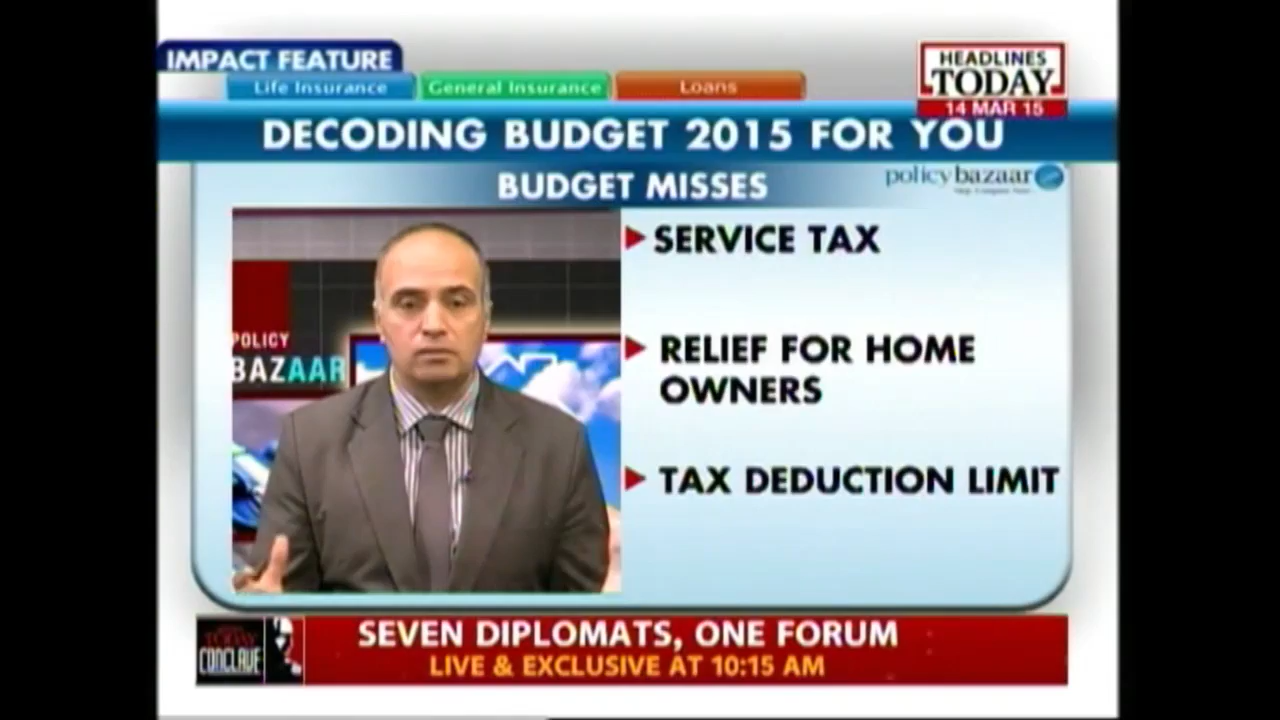 IMPACT FEATURE
HEADLINES
TODAY
14 MAR 15
Life Insurance
General Insurance
Loans
DECODING BUDGET 2015 FOR YOU
BUDGET MISSES
policybazaar
SERVICE TAX
RELIEF FOR HOME
OWNERS
TAX DEDUCTION LIMIT
POLICY
BAZAAR
TODAY
CONCLAVE
SEVEN DIPLOMATS, ONE FORUM
LIVE & EXCLUSIVE AT 10:15 AM